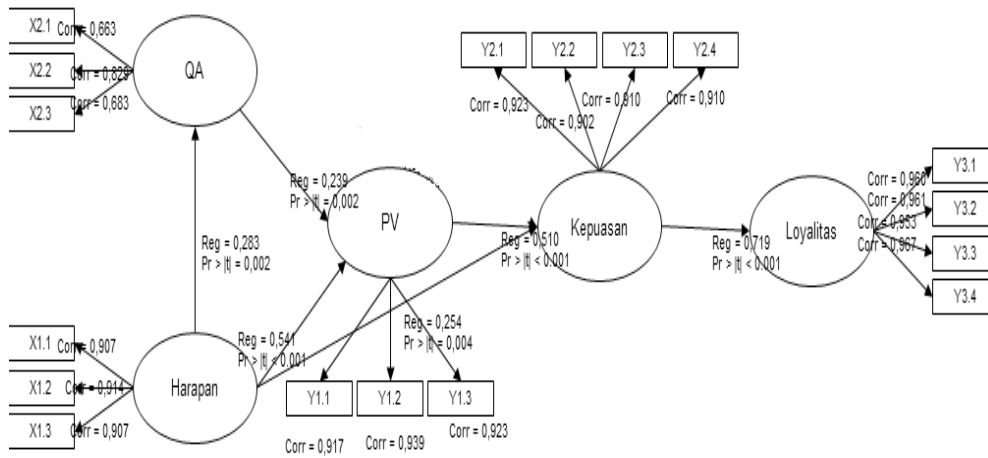 X2.1
Corr = 0,663
X2.2
Corr = 0,829
X2.3
Corr = 0,683
QA
Y2.1
Y2.2
Y2.3
Y2.4
Corr = 0,923
Corr = 0,902
Corr = 0,910
Corr = 0,910
Reg = 0,239
Pr > |t| = 0,002
PV
Kepuasan
Loyalitas
Y3.1
Y3.2
Y3.3
Y3.4
Corr = 0,960
Corr = 0,961
Corr = 0,953
Corr = 0,967
Reg = 0,283
Pr > |t| = 0,002
Reg = 0,510
Pr > |t| < 0.001
Reg = 0,719
Pr > |t| < 0.001
Reg = 0,541
Pr > |t| < 0.001
Reg = 0,254
Pr > |t| = 0,004
X1.1
Corr = 0,907
X1.2
Corr = 0,914
X1.3
Corr = 0,907
Harapan
Y1.1
Y1.2
Y1.3
Corr = 0,917
Corr = 0,939
Corr = 0,923